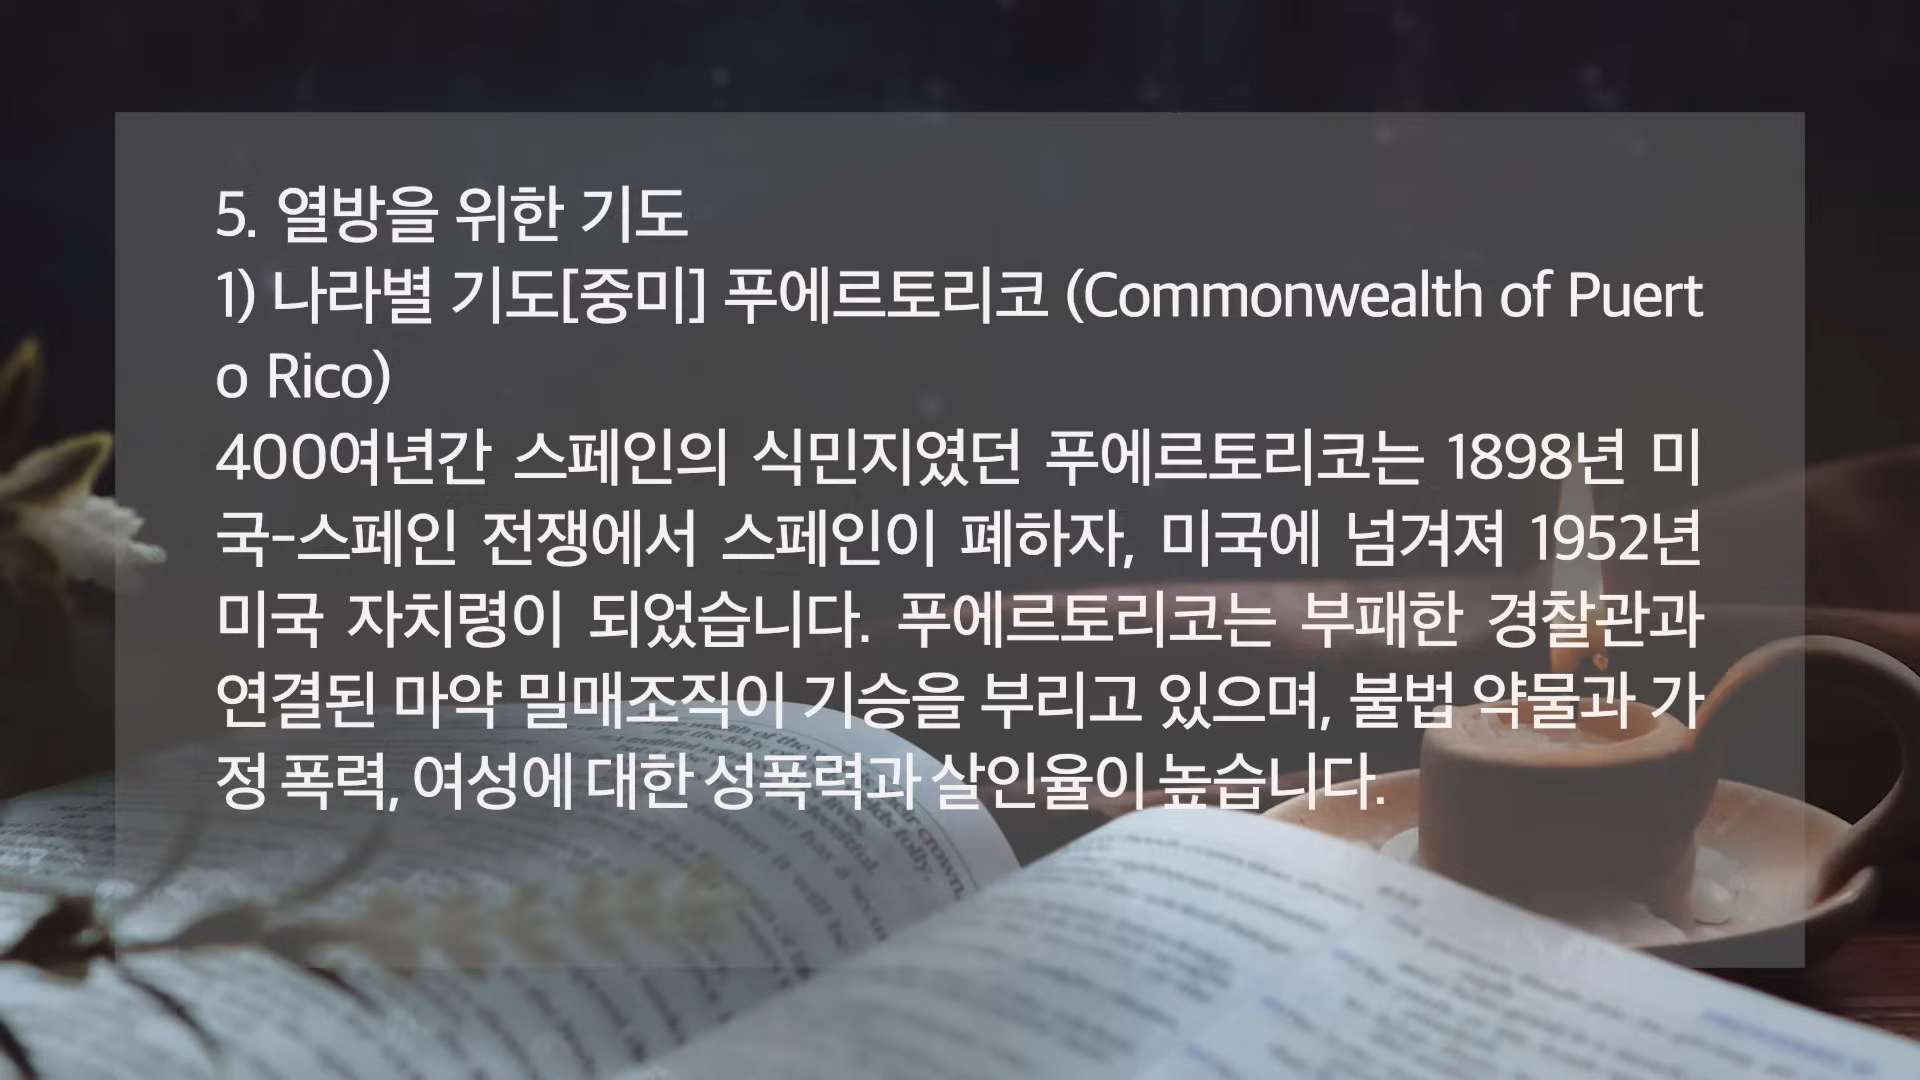 5. 열방을 위한 기도
1) 나라별 기도[중미] 푸에르토리코 (Commonwealth of Puert
o Rico)
400여년간 스페인의 식민지였던 푸에르토리코는 1898년 미
국-스페인 전쟁에서 스페인이 폐하자, 미국에 넘겨져 1952년
미국 자치령이 되었습니다. 푸에르토리코는 부패한 경찰관과
연결된 마약 밀매조직이 기승을 부리고 있으며, 불법 약물과 가
정 폭력, 여성에 대한 성폭력과 살인율이 높습니다.